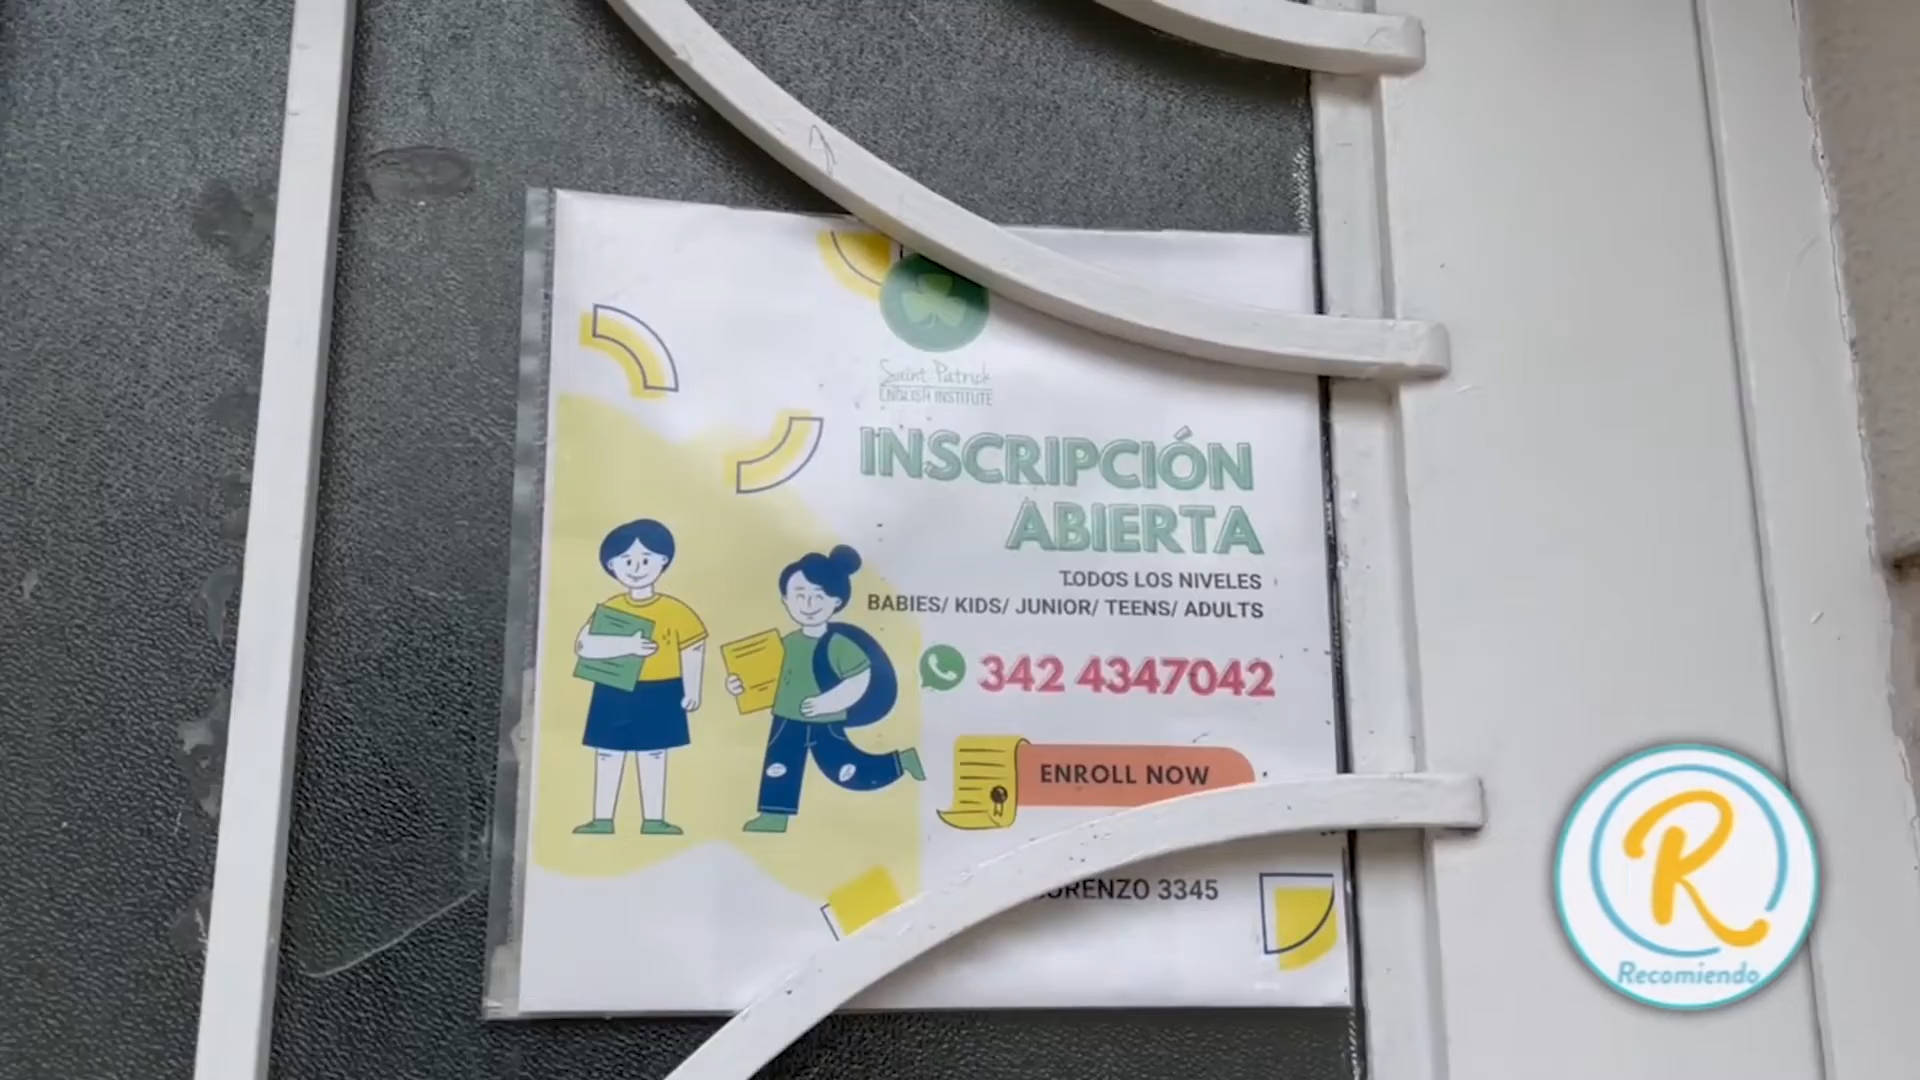 Saint Patrick
ENGLISH INSTITUTE
INSCRIPCIÓN
ABIERTA
TODOS LOS NIVELES
BABIES/ KIDS/ JUNIOR/ TEENS/ ADULTS
342 4347042
ENROLL NOW
LORENZO 3345
R
Recomiendo